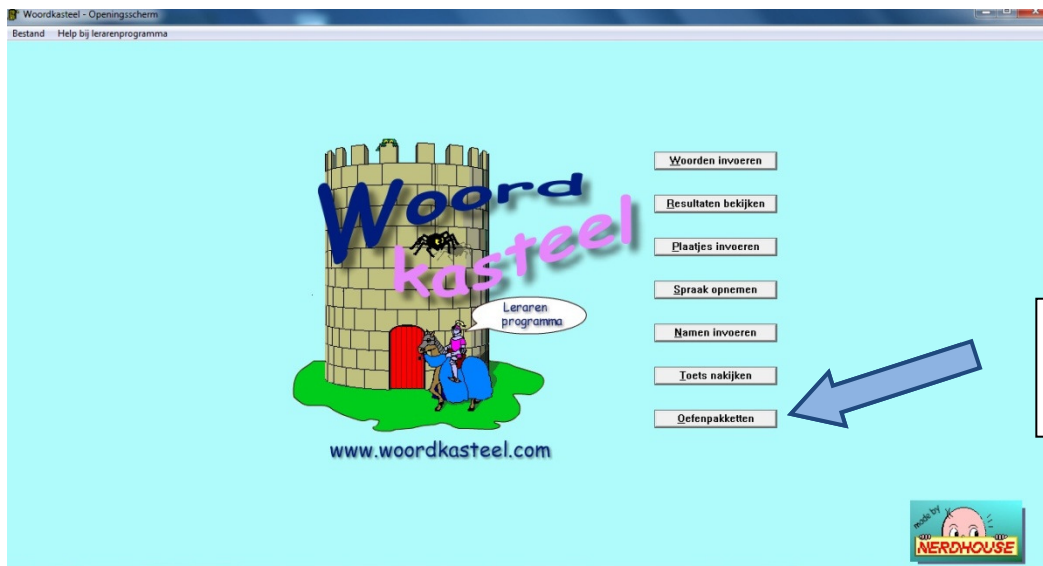 Woordkasteel - Openingsscherm
Bestand Help bij lerarenprogramma
Woord
kasteel
Leraren
programma
www.woordkasteel.com
Woorden invoeren
Resultaten bekijken
Plaatjes invoeren
Spraak opnemen
Namen invoeren
Toets nakijken
Oefenpakketten
made by
NERDHOUSE